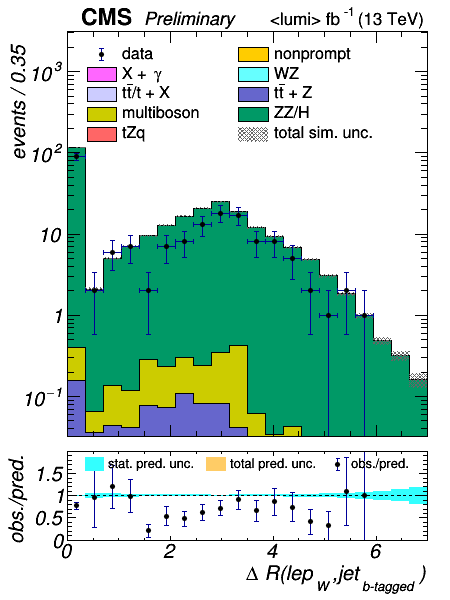 CMS Preliminary <lumi> fb⁻¹ (13 TeV)
events / 0.35
10³
10²
10
1
10⁻¹
data
X + γ
tt̄/t + X
multiboson
tZq
nonprompt
WZ
tt̄ + Z
ZZ/H
total sim. unc.
obs./pred.
1.5
1
0.5
0
stat. pred. unc. total pred. unc. obs./pred.
0 2 4 6
Δ R(lep_W, jet_b-tagged)